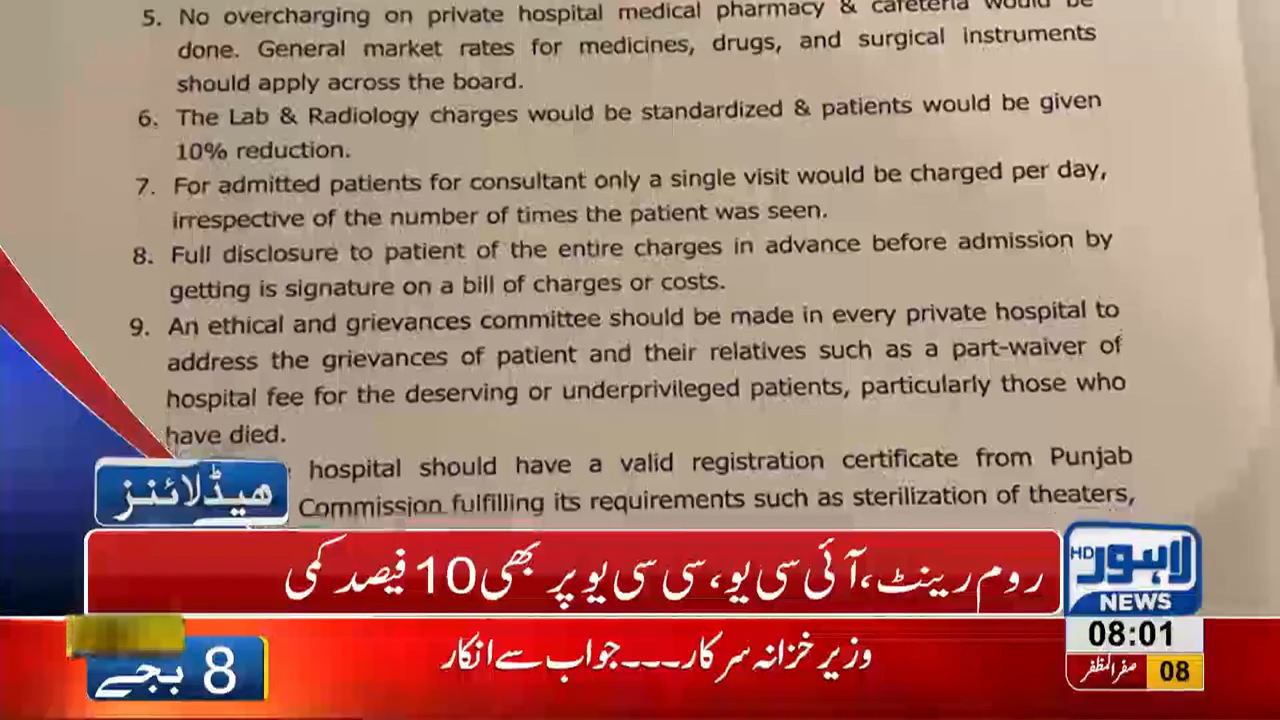 5. No overcharging on private hospital medical pharmacy & cafeteria would be
done. General market rates for medicines, drugs, and surgical instruments
should apply across the board.
6. The Lab & Radiology charges would be standardized & patients would be given
10% reduction.
7. For admitted patients for consultant only a single visit would be charged per day,
irrespective of the number of times the patient was seen.
8. Full disclosure to patient of the entire charges in advance before admission by
getting is signature on a bill of charges or costs.
9. An ethical and grievances committee should be made in every private hospital to
address the grievances of patient and their relatives such as a part-waiver of
hospital fee for the deserving or underprivileged patients, particularly those who
have died.
hospital should have a valid registration certificate from Punjab
Commission fulfilling its requirements such as sterilization of theaters,
ہیڈلائنز
روم رینٹ، آئی سی یو، سی سی یو پر بھی 10 فیصد کمی
HD لاہور
NEWS
وزیر خزانہ سرکار۔۔۔جواب سے انکار
8 بجے
08:01
صفرالمظفر 08